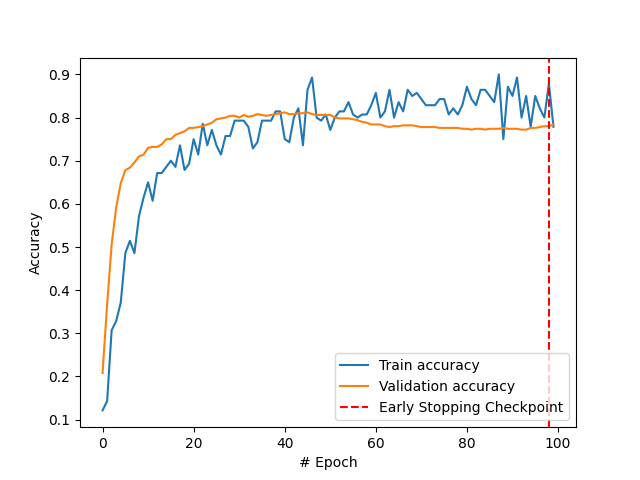 0.9
0.8
0.7
0.6
0.5
0.4
0.3
0.2
0.1
Accuracy
Train accuracy
Validation accuracy
Early Stopping Checkpoint
0 20 40 60 80 100
# Epoch